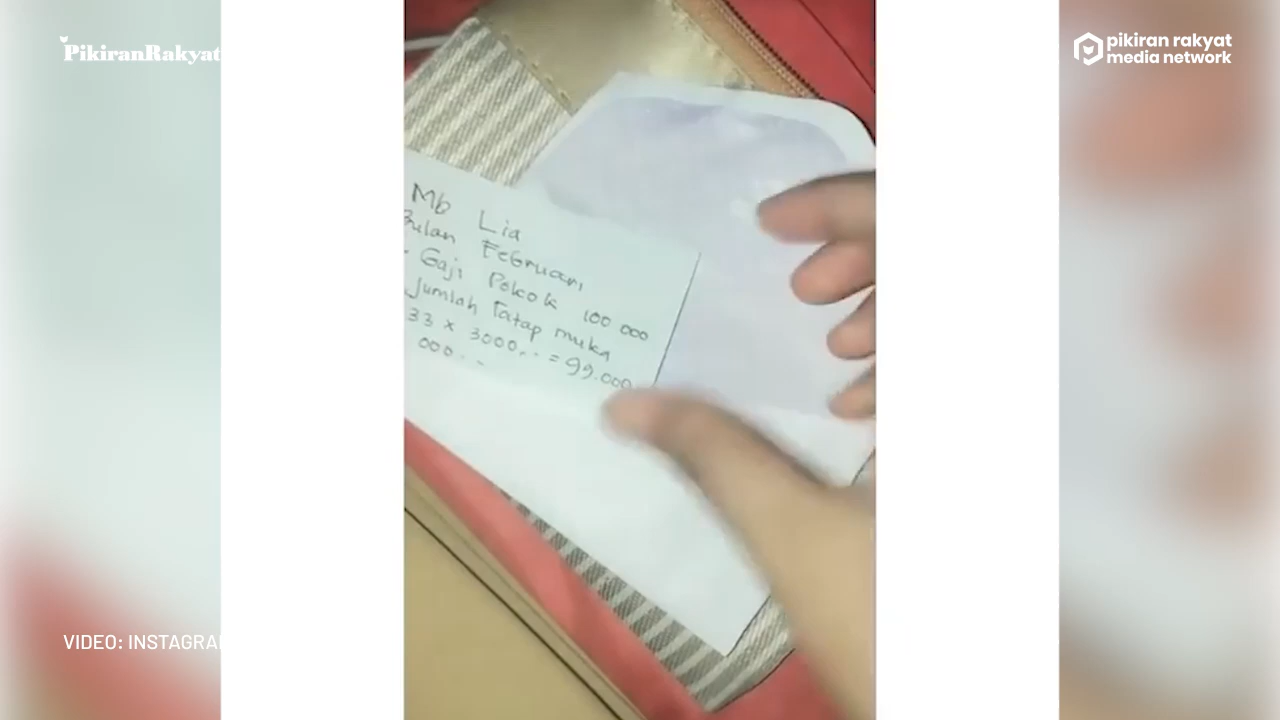 PikiranRakyat
pikiran rakyat
media network
Mb Lia
Bulan Februari
- Gaji Pokok 100 000
Jumlah Tatap muka
33 x 3000,- = 99.000
000.-
VIDEO: INSTAGRA